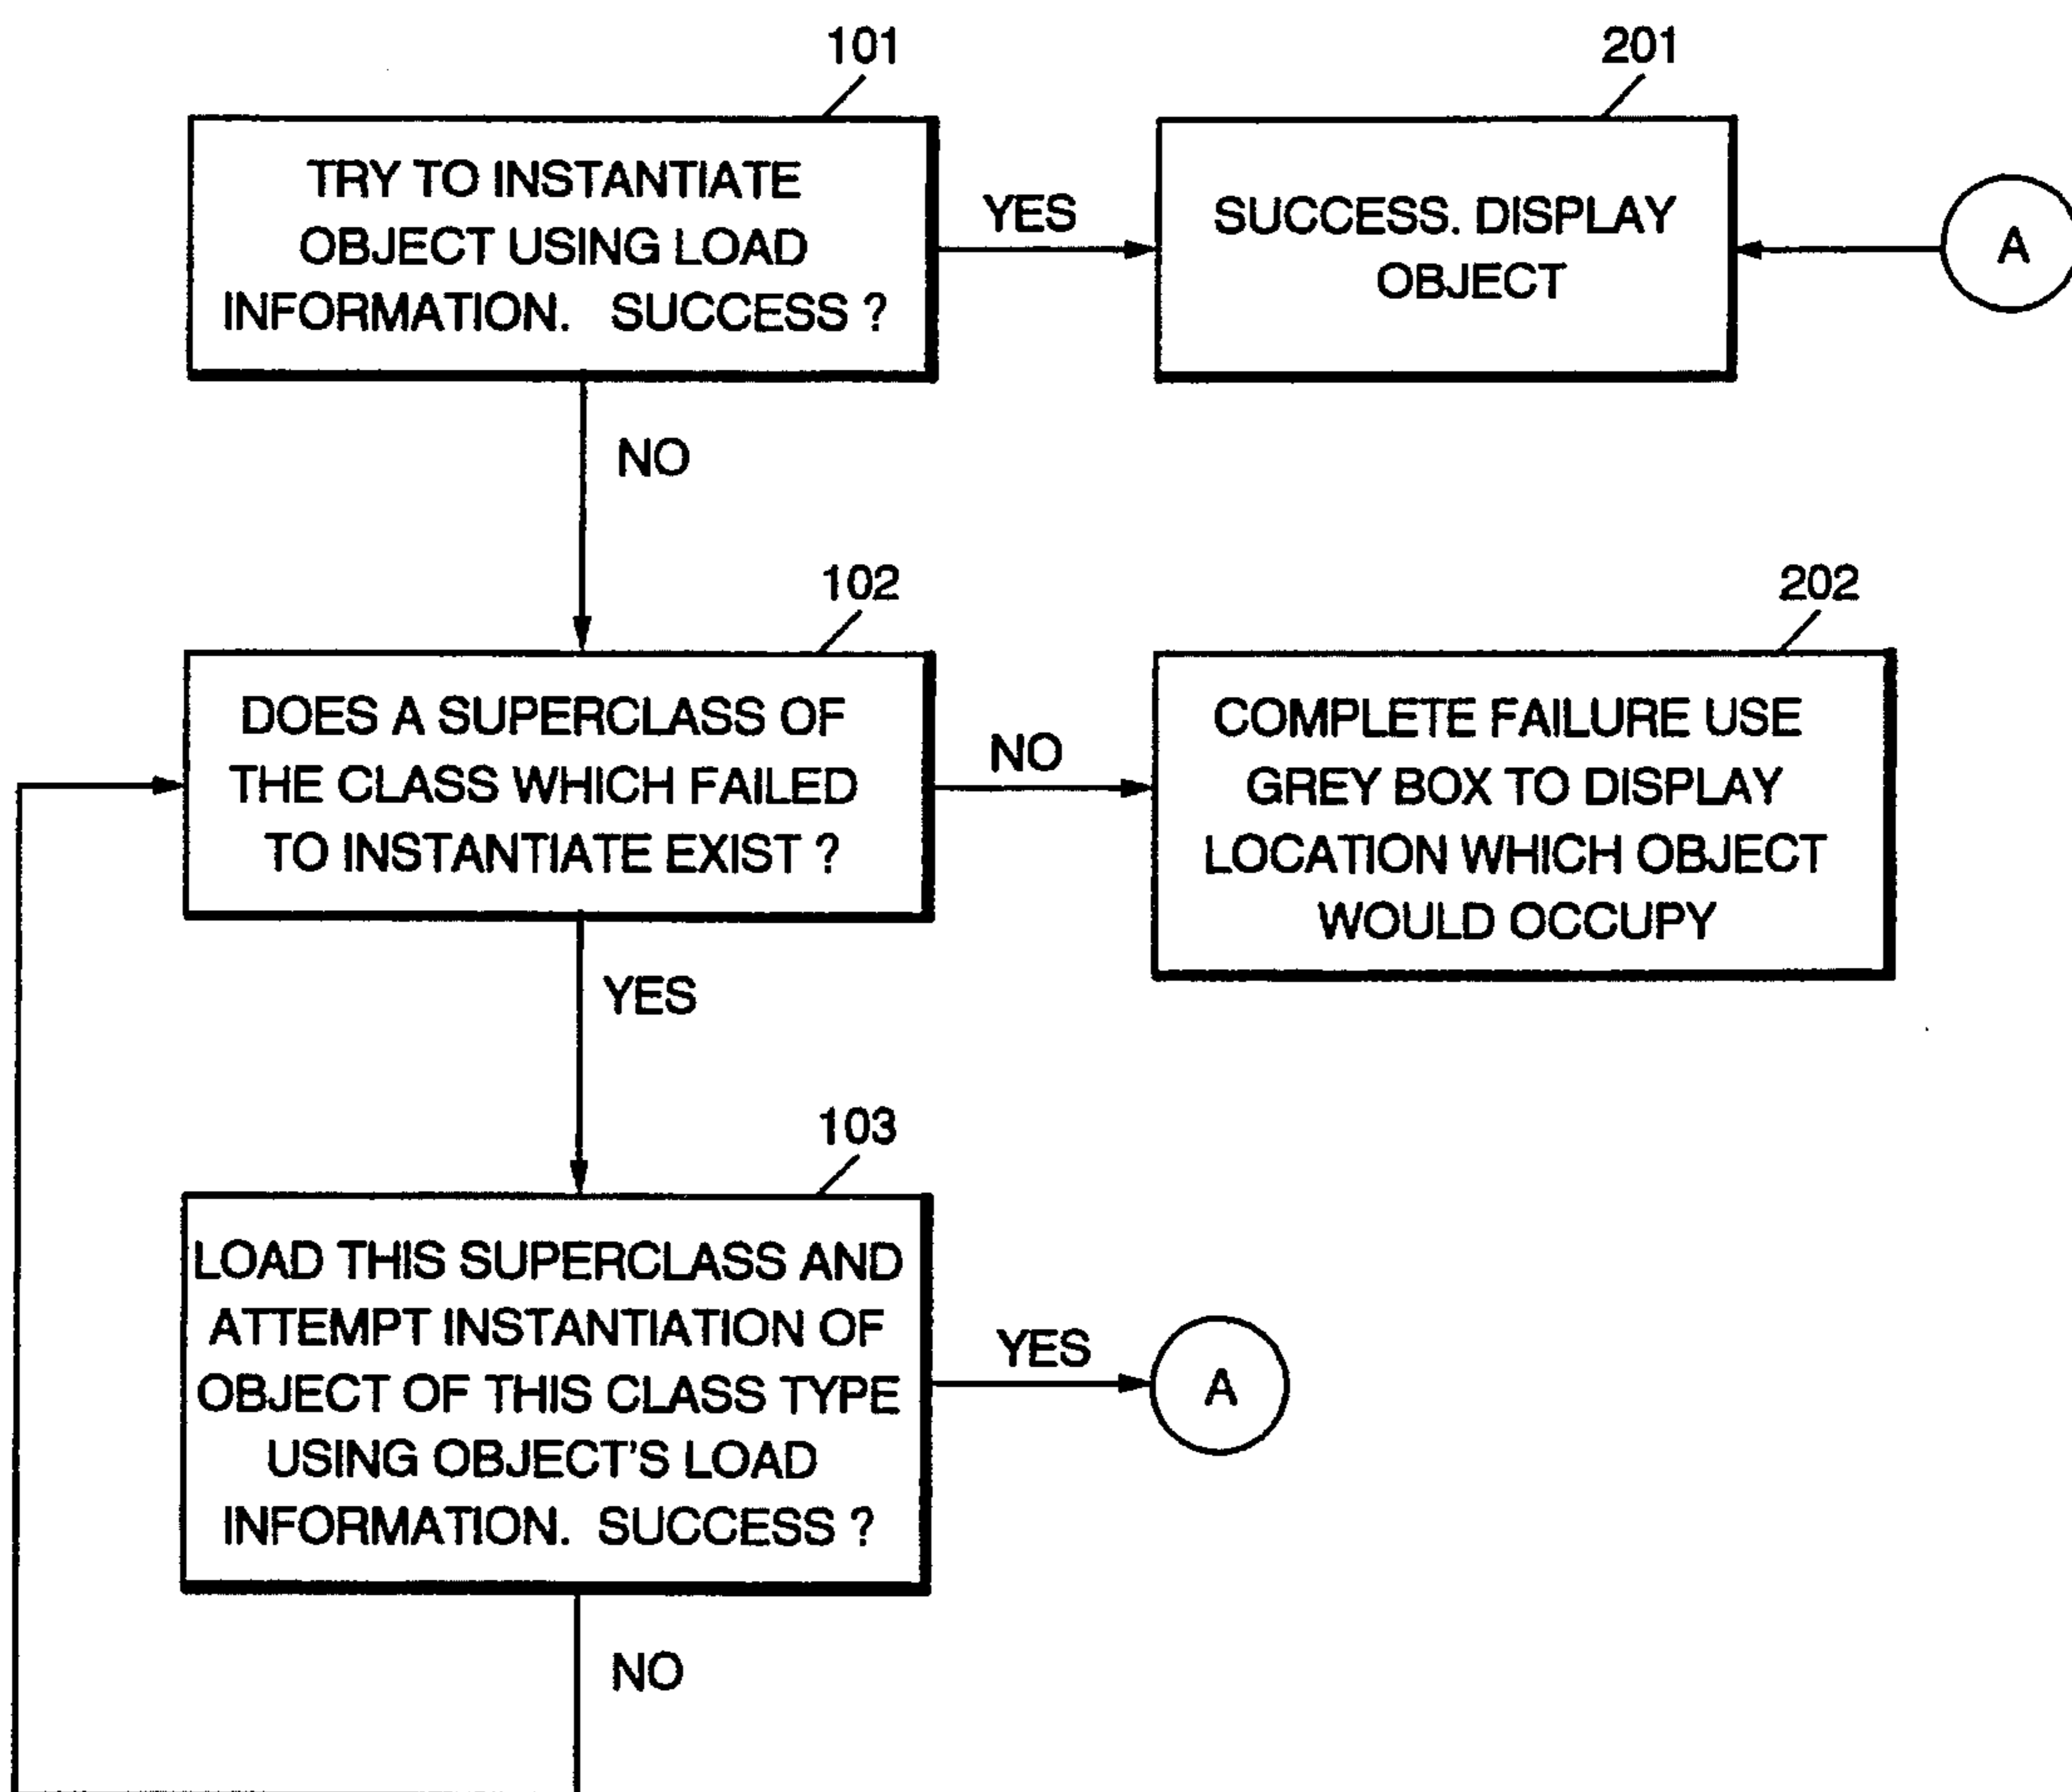 101
TRY TO INSTANTIATE
OBJECT USING LOAD
INFORMATION. SUCCESS ?
YES
201
SUCCESS. DISPLAY
OBJECT
A
NO
102
DOES A SUPERCLASS OF
THE CLASS WHICH FAILED
TO INSTANTIATE EXIST ?
NO
202
COMPLETE FAILURE USE
GREY BOX TO DISPLAY
LOCATION WHICH OBJECT
WOULD OCCUPY
YES
103
LOAD THIS SUPERCLASS AND
ATTEMPT INSTANTIATION OF
OBJECT OF THIS CLASS TYPE
USING OBJECT'S LOAD
INFORMATION. SUCCESS ?
YES
A
NO